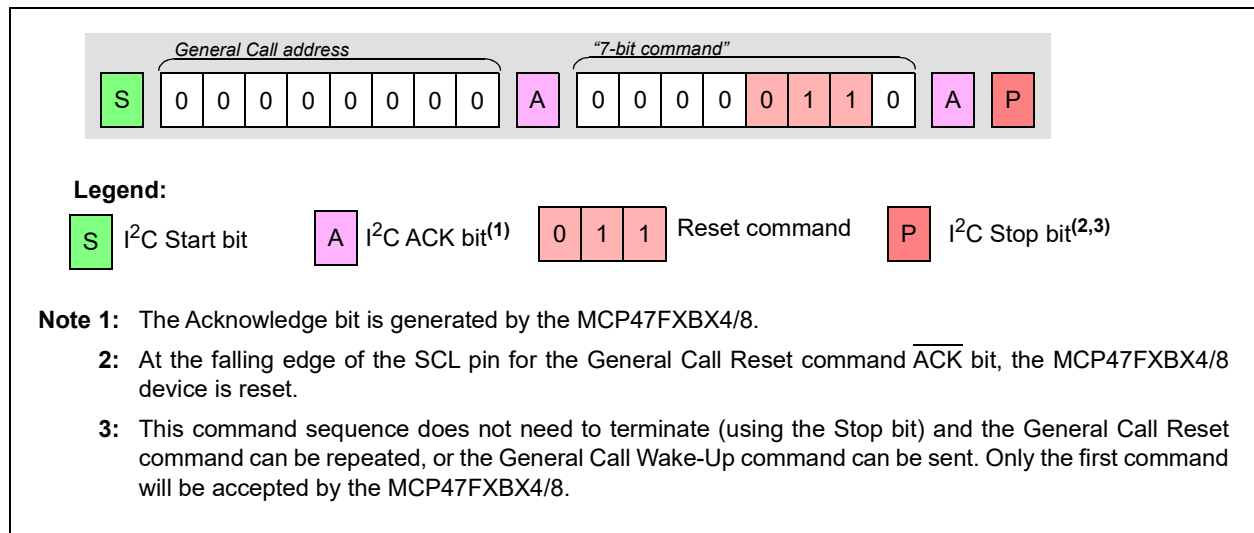 General Call address “7-bit command”
S 0 0 0 0 0 0 0 0 A 0 0 0 0 0 1 1 0 A P
Legend:
S I²C Start bit A I²C ACK bit(1) 0 1 1 Reset command P I²C Stop bit(2,3)
Note 1: The Acknowledge bit is generated by the MCP47FXBX4/8.
2: At the falling edge of the SCL pin for the General Call Reset command A̅C̅K̅ bit, the MCP47FXBX4/8
device is reset.
3: This command sequence does not need to terminate (using the Stop bit) and the General Call Reset
command can be repeated, or the General Call Wake-Up command can be sent. Only the first command
will be accepted by the MCP47FXBX4/8.